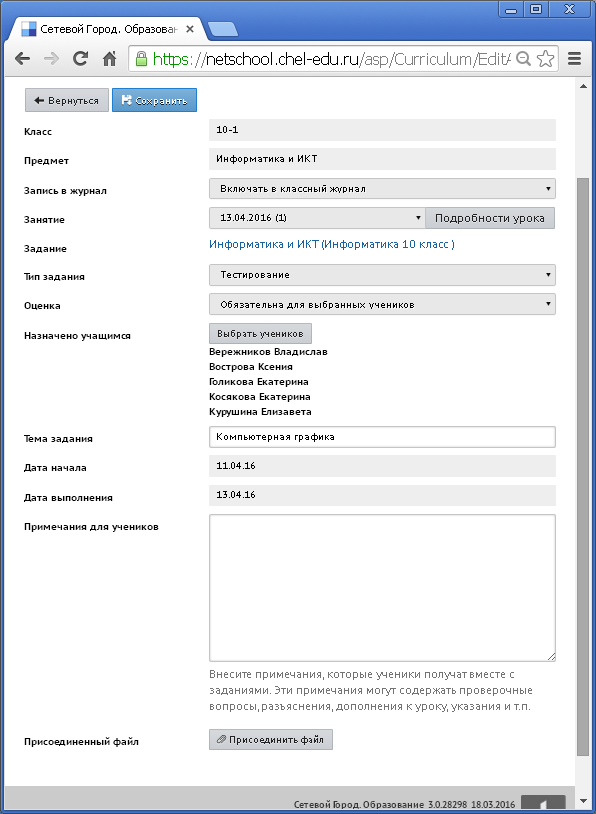 Сетевой Город. Образован
https://netschool.chel-edu.ru/asp/Curriculum/EditA
Вернуться Сохранить
Класс 10-1
Предмет Информатика и ИКТ
Запись в журнал Включать в классный журнал
Занятие 13.04.2016 (1) Подробности урока
Задание Информатика и ИКТ (Информатика 10 класс )
Тип задания Тестирование
Оценка Обязательна для выбранных учеников
Назначено учащимся Выбрать учеников
Вережников Владислав
Вострова Ксения
Голикова Екатерина
Косякова Екатерина
Курушина Елизавета
Тема задания Компьютерная графика
Дата начала 11.04.16
Дата выполнения 13.04.16
Примечания для учеников
Внесите примечания, которые ученики получат вместе с
заданиями. Эти примечания могут содержать проверочные
вопросы, разъяснения, дополнения к уроку, указания и т.п.
Присоединенный файл Присоединить файл
Сетевой Город. Образование 3.0.28298 18.03.2016